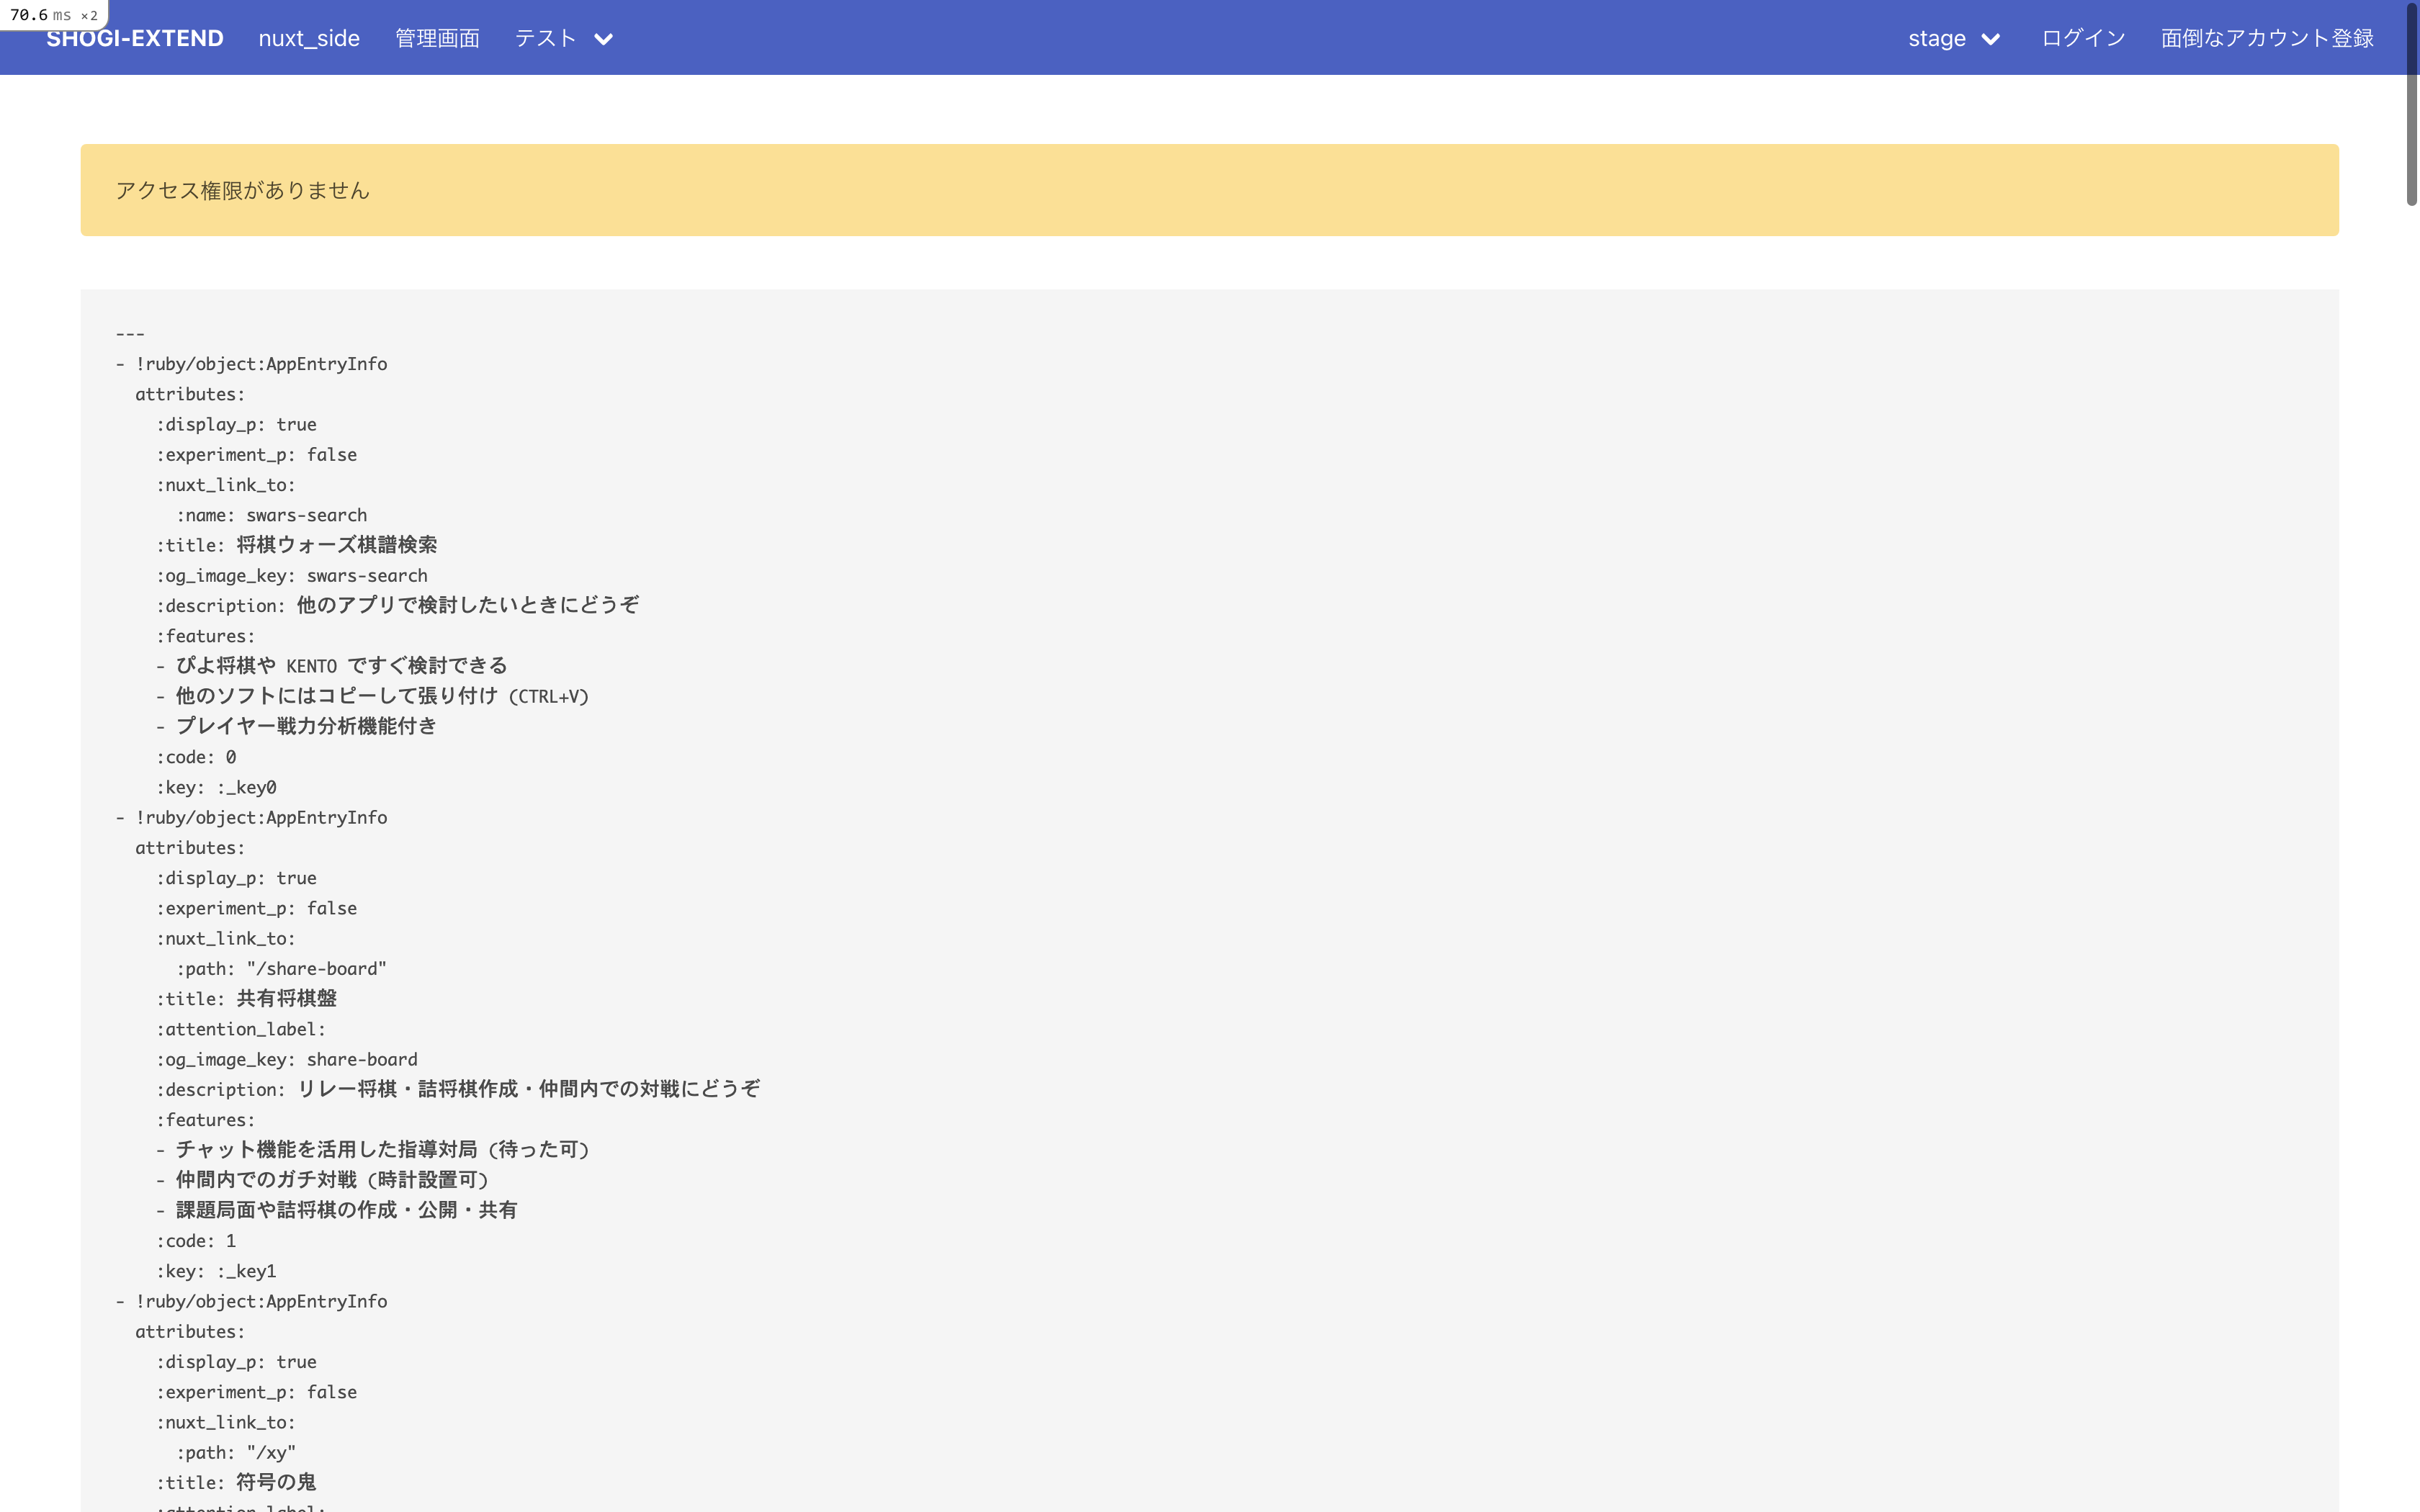 70.6 ms ×2
SHOGI-EXTEND nuxt_side 管理画面 テスト stage ログイン 面倒なアカウント登録
アクセス権限がありません
---
- !ruby/object:AppEntryInfo
attributes:
:display_p: true
:experiment_p: false
:nuxt_link_to:
:name: swars-search
:title: 将棋ウォーズ棋譜検索
:og_image_key: swars-search
:description: 他のアプリで検討したいときにどうぞ
:features:
- ぴよ将棋や KENTO ですぐ検討できる
- 他のソフトにはコピーして張り付け (CTRL+V)
- プレイヤー戦力分析機能付き
:code: 0
:key: :_key0
- !ruby/object:AppEntryInfo
attributes:
:display_p: true
:experiment_p: false
:nuxt_link_to:
:path: "/share-board"
:title: 共有将棋盤
:attention_label:
:og_image_key: share-board
:description: リレー将棋・詰将棋作成・仲間内での対戦にどうぞ
:features:
- チャット機能を活用した指導対局 (待った可)
- 仲間内でのガチ対戦 (時計設置可)
- 課題局面や詰将棋の作成・公開・共有
:code: 1
:key: :_key1
- !ruby/object:AppEntryInfo
attributes:
:display_p: true
:experiment_p: false
:nuxt_link_to:
:path: "/xy"
:title: 符号の鬼
:attention_label: